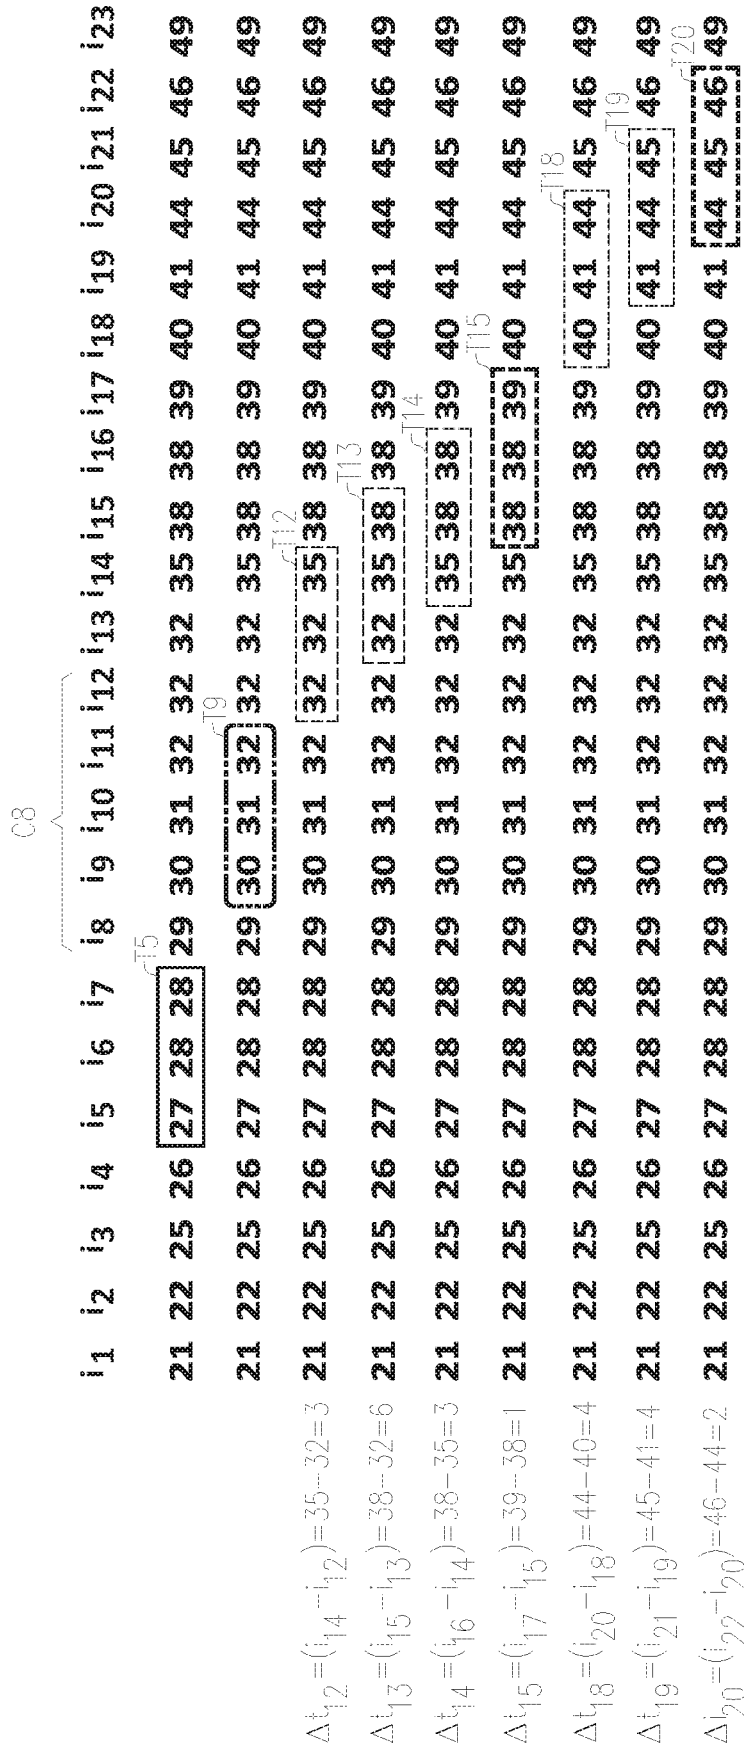 C8
i1 i2 i3 i4 i5 i6 i7 i8 i9 i10 i11 i12 i13 i14 i15 i16 i17 i18 i19 i20 i21 i22 i23
T5
21 22 25 26 27 28 28 29 30 31 32 32 32 35 38 38 39 40 41 44 45 46 49
T9
21 22 25 26 27 28 28 29 30 31 32 32 32 35 38 38 39 40 41 44 45 46 49
T12
Δt12=(i14−i12)=35−32=3 21 22 25 26 27 28 28 29 30 31 32 32 32 35 38 38 39 40 41 44 45 46 49
T13
Δt13=(i15−i13)=38−32=6 21 22 25 26 27 28 28 29 30 31 32 32 32 35 38 38 39 40 41 44 45 46 49
T14
Δt14=(i16−i14)=38−35=3 21 22 25 26 27 28 28 29 30 31 32 32 32 35 38 38 39 40 41 44 45 46 49
T15
Δt15=(i17−i15)=39−38=1 21 22 25 26 27 28 28 29 30 31 32 32 32 35 38 38 39 40 41 44 45 46 49
T18
Δt18=(i20−i18)=44−40=4 21 22 25 26 27 28 28 29 30 31 32 32 32 35 38 38 39 40 41 44 45 46 49
T19
Δt19=(i21−i19)=45−41=4 21 22 25 26 27 28 28 29 30 31 32 32 32 35 38 38 39 40 41 44 45 46 49
T20
Δi20=(i22−i20)=46−44=2 21 22 25 26 27 28 28 29 30 31 32 32 32 35 38 38 39 40 41 44 45 46 49